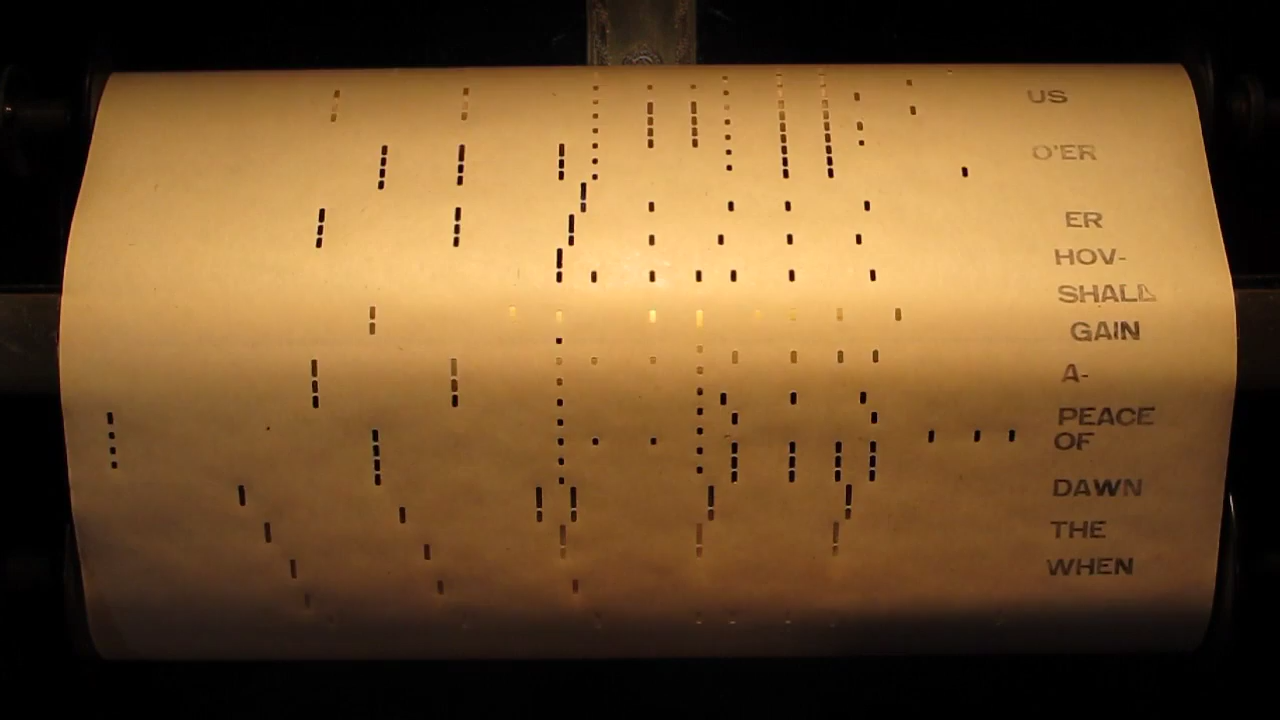 US
O'ER
ER
HOV-
SHALL
GAIN
A-
PEACE
OF
DAWN
THE
WHEN